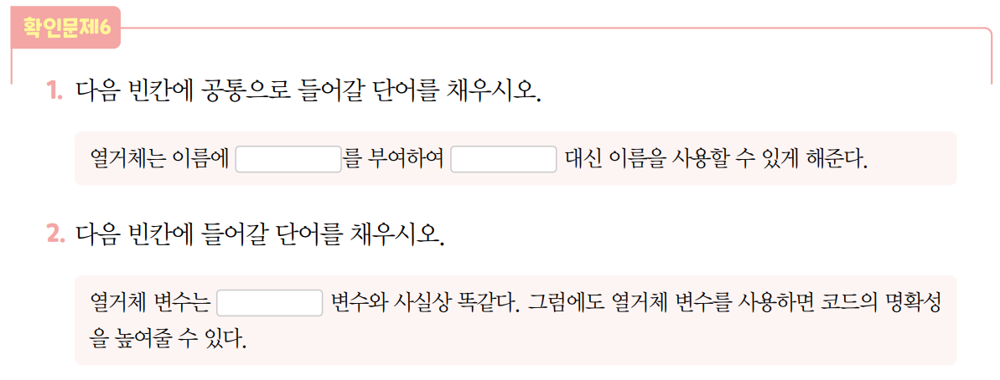 확인문제6
1. 다음 빈칸에 공통으로 들어갈 단어를 채우시오.
열거체는 이름에 를 부여하여 대신 이름을 사용할 수 있게 해준다.
2. 다음 빈칸에 들어갈 단어를 채우시오.
열거체 변수는 변수와 사실상 똑같다. 그럼에도 열거체 변수를 사용하면 코드의 명확성
을 높여줄 수 있다.